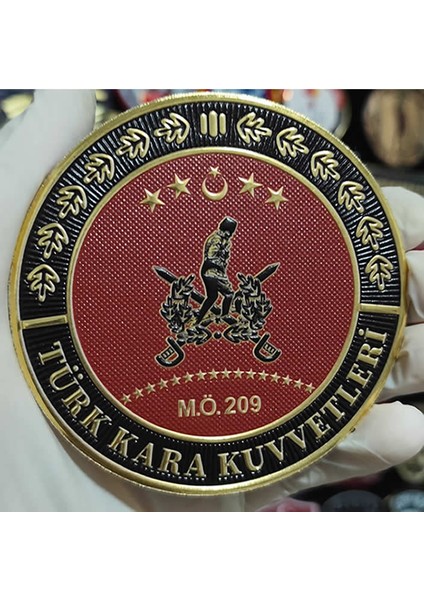 M.Ö. 209
TÜRK KARA KUVVETLERİ